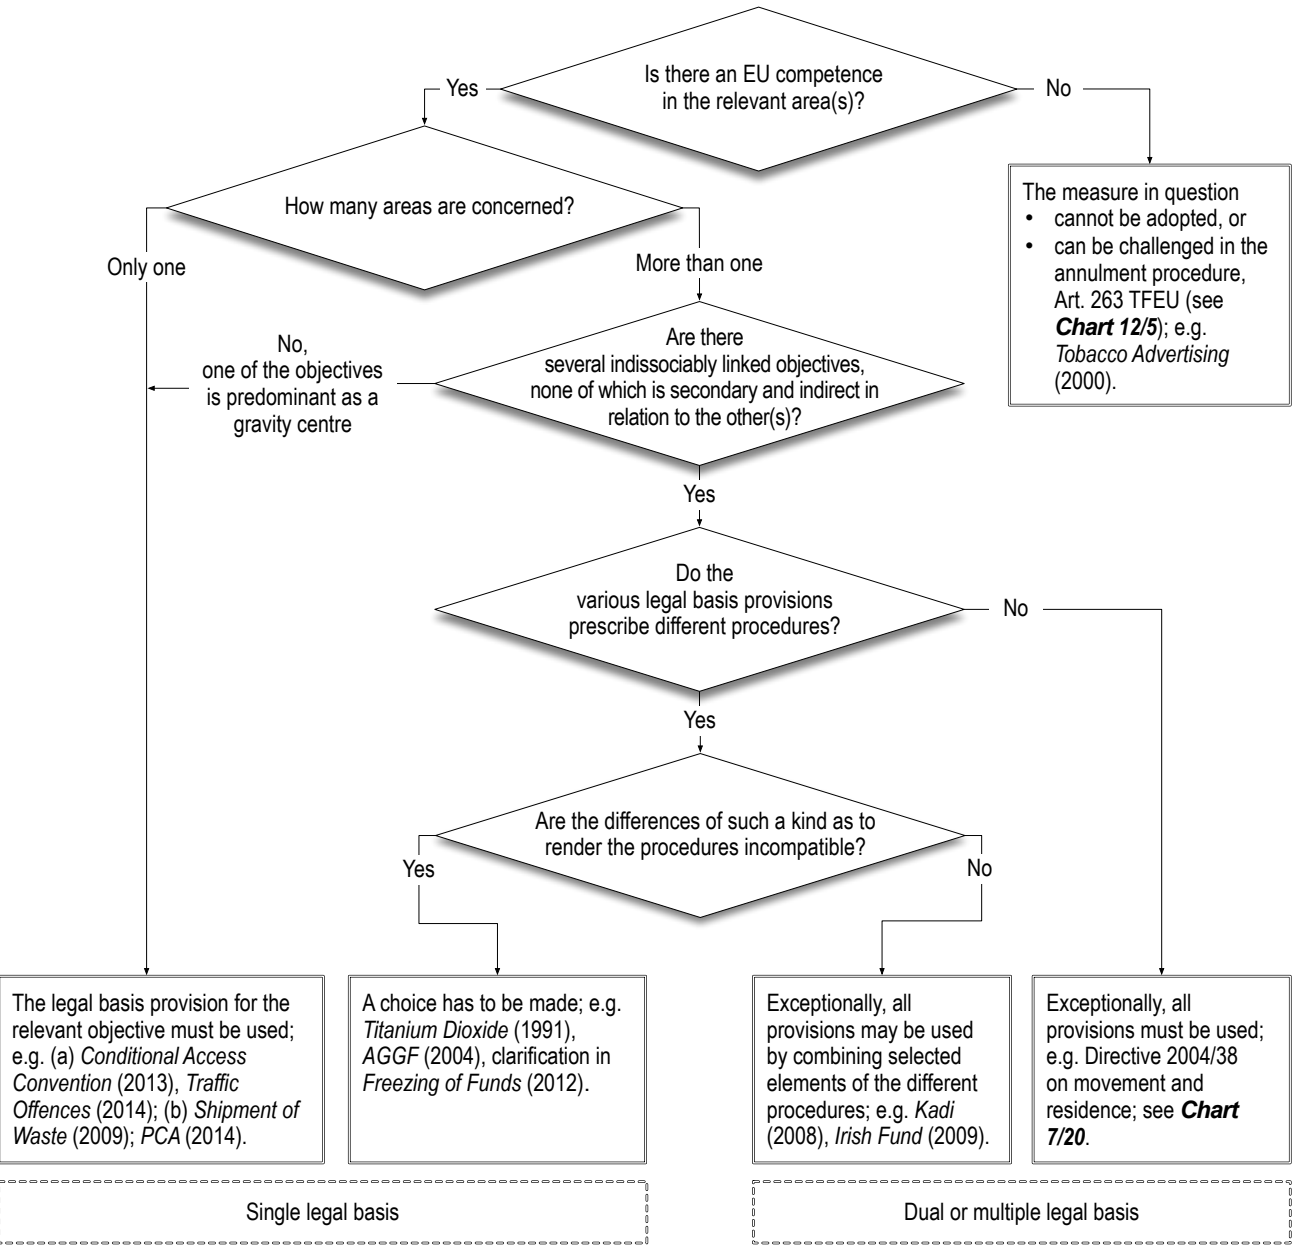 Is there an EU competence
in the relevant area(s)?
Yes
No
How many areas are concerned?
The measure in question
• cannot be adopted, or
• can be challenged in the
annulment procedure,
Art. 263 TFEU (see
Chart 12/5); e.g.
Tobacco Advertising
(2000).
Only one
More than one
Are there
several indissociably linked objectives,
none of which is secondary and indirect in
relation to the other(s)?
No,
one of the objectives
is predominant as a
gravity centre
Yes
Do the
various legal basis provisions
prescribe different procedures?
No
Yes
Are the differences of such a kind as to
render the procedures incompatible?
Yes
No
The legal basis provision for the
relevant objective must be used;
e.g. (a) Conditional Access
Convention (2013), Traffic
Offences (2014); (b) Shipment of
Waste (2009); PCA (2014).
A choice has to be made; e.g.
Titanium Dioxide (1991),
AGGF (2004), clarification in
Freezing of Funds (2012).
Exceptionally, all
provisions may be used
by combining selected
elements of the different
procedures; e.g. Kadi
(2008), Irish Fund (2009).
Exceptionally, all
provisions must be used;
e.g. Directive 2004/38
on movement and
residence; see Chart
7/20.
Single legal basis
Dual or multiple legal basis